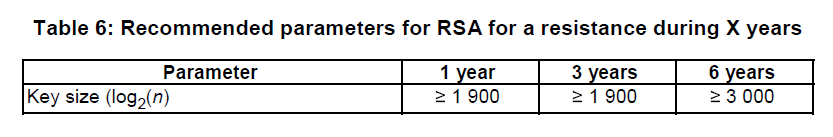 Table 6: Recommended parameters for RSA for a resistance during X years
Parameter 1 year 3 years 6 years
Key size (log2(n) ≥ 1 900 ≥ 1 900 ≥ 3 000